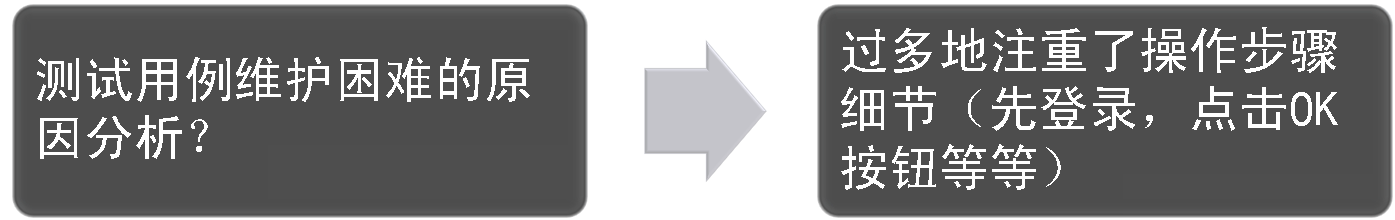 测试用例维护困难的原
因分析？
过多地注重了操作步骤
细节（先登录，点击OK
按钮等等）